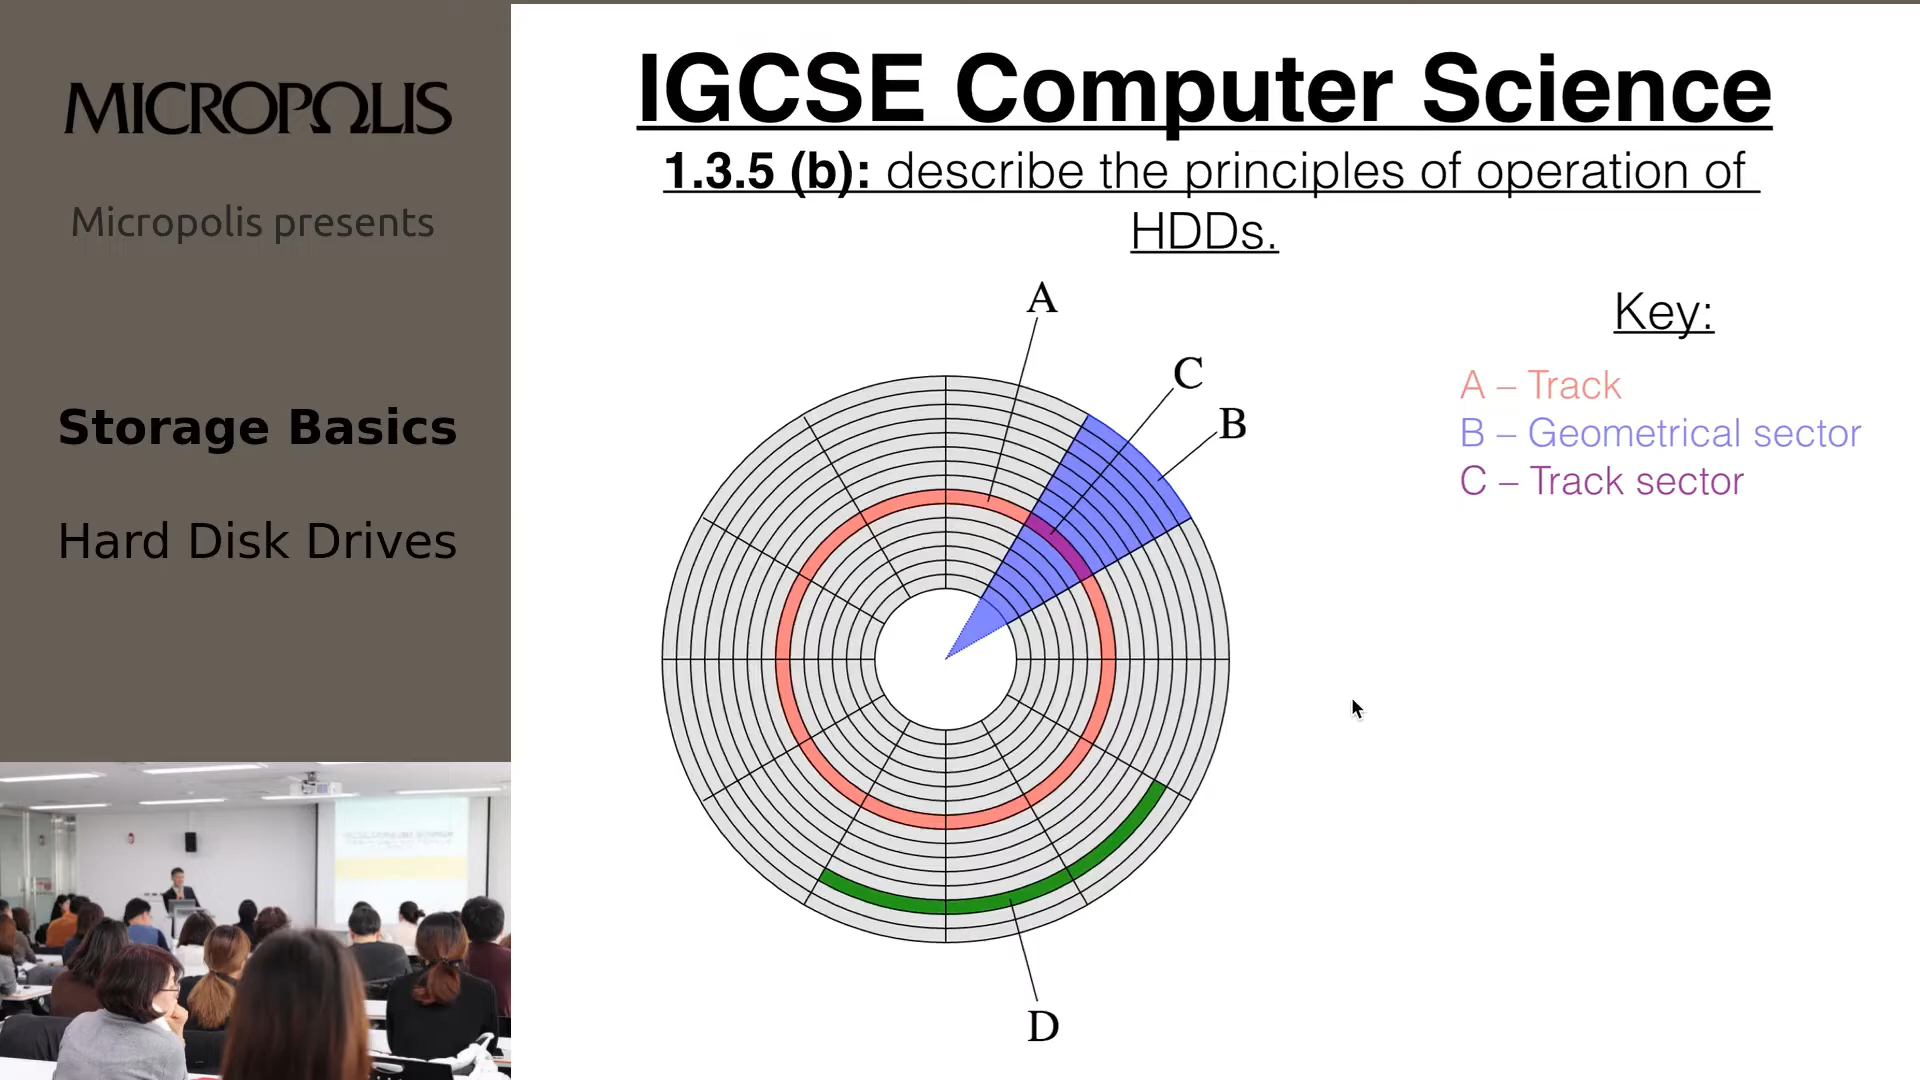 MICROPΩLIS
Micropolis presents
Storage Basics
Hard Disk Drives
IGCSE Computer Science
1.3.5 (b): describe the principles of operation of
HDDs.
Key:
A – Track
B – Geometrical sector
C – Track sector
A
C
B
D